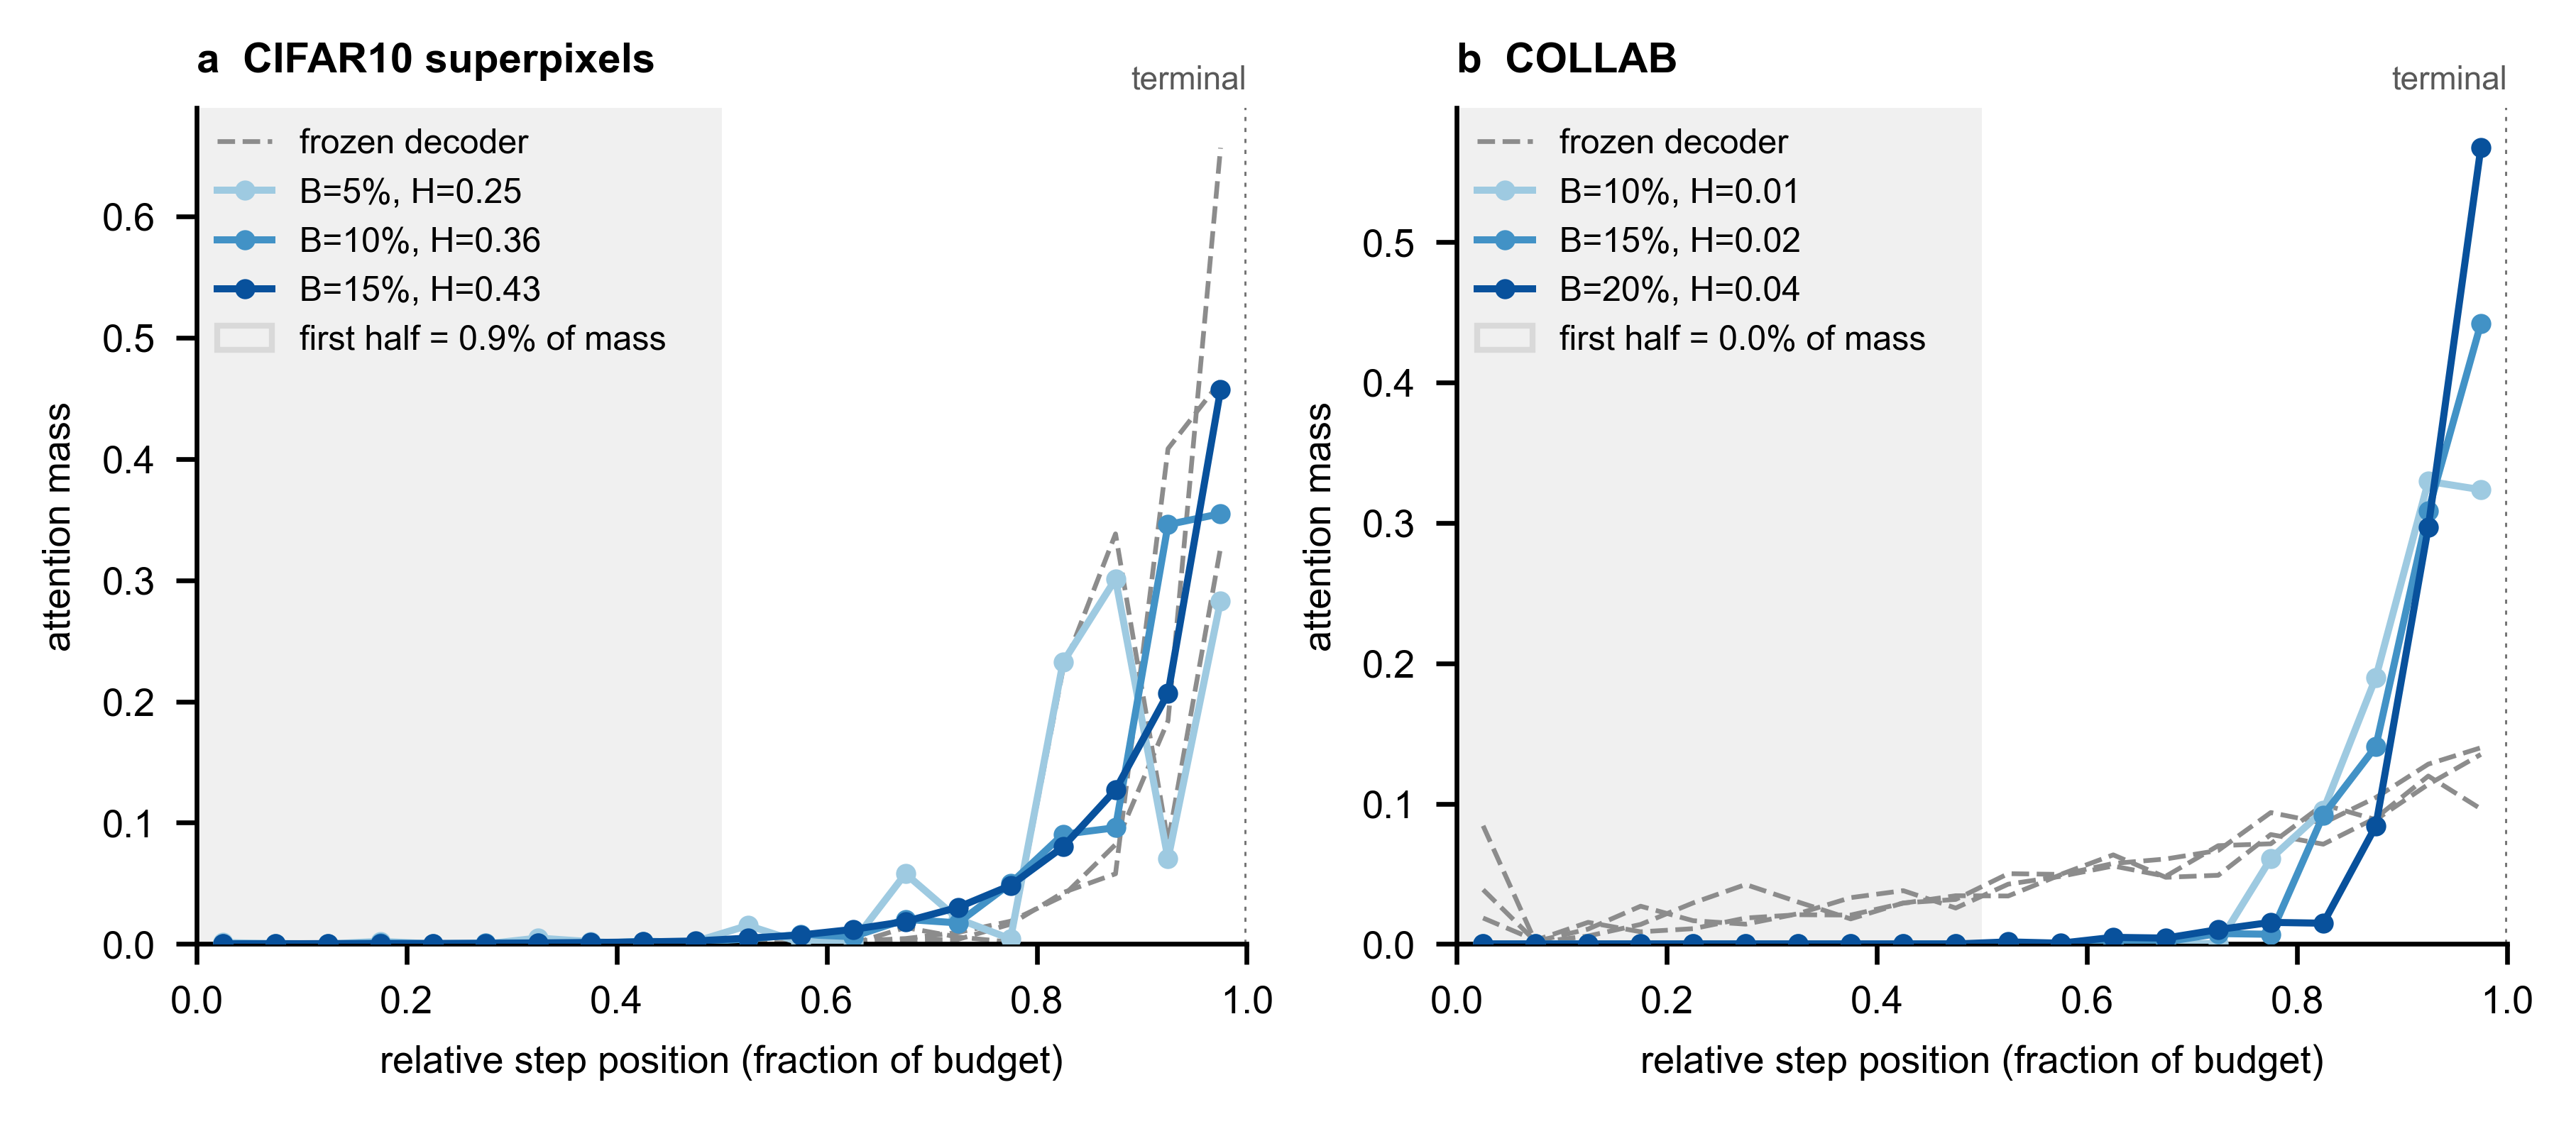 a CIFAR10 superpixels
terminal
frozen decoder
B=5%, H=0.25
B=10%, H=0.36
B=15%, H=0.43
first half = 0.9% of mass
attention mass
0.6
0.5
0.4
0.3
0.2
0.1
0.0
0.0 0.2 0.4 0.6 0.8 1.0
relative step position (fraction of budget)
b COLLAB
terminal
frozen decoder
B=10%, H=0.01
B=15%, H=0.02
B=20%, H=0.04
first half = 0.0% of mass
attention mass
0.5
0.4
0.3
0.2
0.1
0.0
0.0 0.2 0.4 0.6 0.8 1.0
relative step position (fraction of budget)